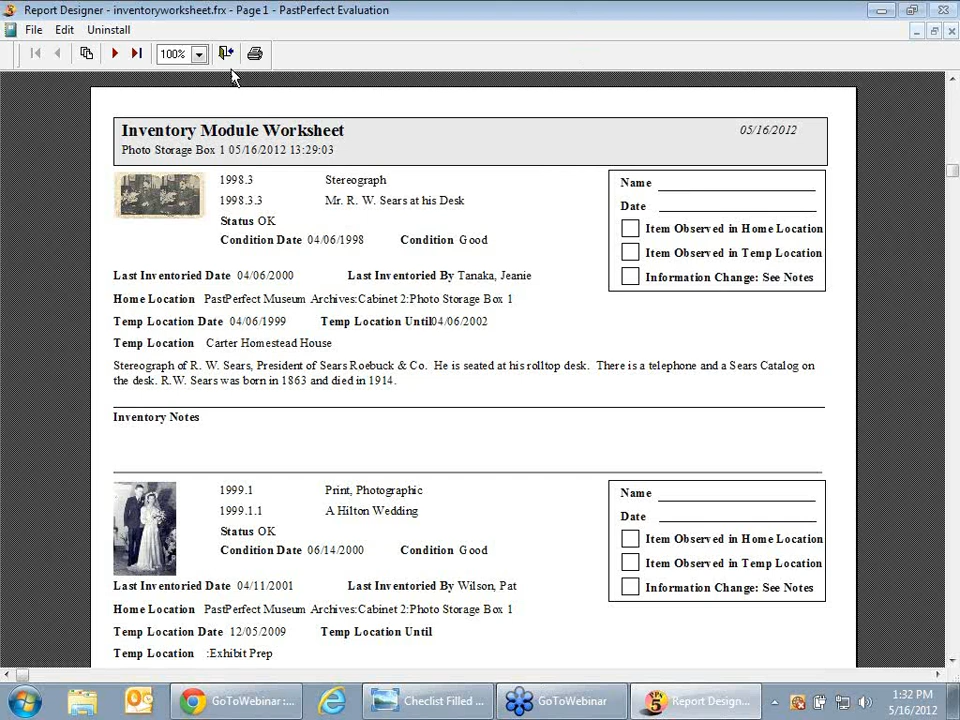 Report Designer - inventoryworksheet.frx - Page 1 - PastPerfect Evaluation
File Edit Uninstall
100%
Inventory Module Worksheet
05/16/2012
Photo Storage Box 1 05/16/2012 13:29:03
1998.3 Stereograph
1998.3.3 Mr. R. W. Sears at his Desk
Status OK
Condition Date 04/06/1998 Condition Good
Name
Date
Item Observed in Home Location
Item Observed in Temp Location
Information Change: See Notes
Last Inventoried Date 04/06/2000 Last Inventoried By Tanaka, Jeanie
Home Location PastPerfect Museum Archives:Cabinet 2:Photo Storage Box 1
Temp Location Date 04/06/1999 Temp Location Until04/06/2002
Temp Location Carter Homestead House
Stereograph of R. W. Sears, President of Sears Roebuck & Co. He is seated at his rolltop desk. There is a telephone and a Sears Catalog on
the desk. R.W. Sears was born in 1863 and died in 1914.
Inventory Notes
1999.1 Print, Photographic
1999.1.1 A Hilton Wedding
Status OK
Condition Date 06/14/2000 Condition Good
Name
Date
Item Observed in Home Location
Item Observed in Temp Location
Information Change: See Notes
Last Inventoried Date 04/11/2001 Last Inventoried By Wilson, Pat
Home Location PastPerfect Museum Archives:Cabinet 2:Photo Storage Box 1
Temp Location Date 12/05/2009 Temp Location Until
Temp Location :Exhibit Prep
GoToWebinar :... Checlist Filled ... GoToWebinar Report Desig... 1:32 PM
5/16/2012